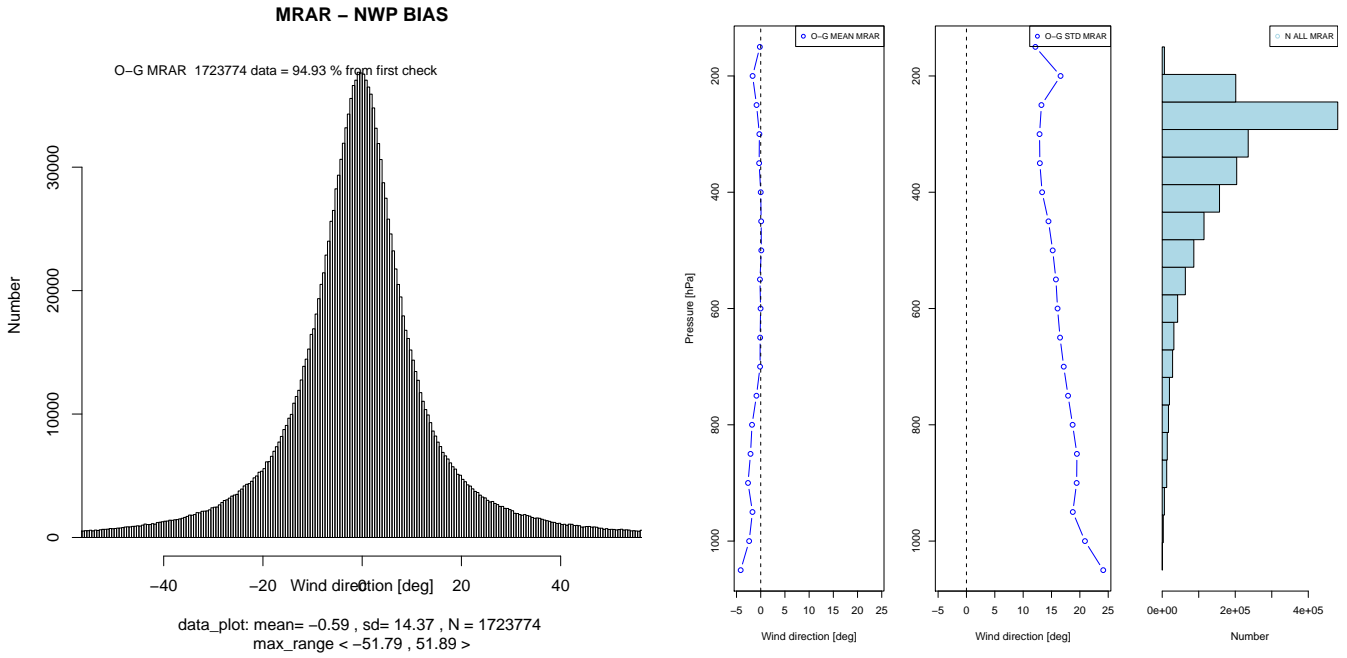 MRAR − NWP BIAS
O−G MRAR 1723774 data = 94.93 % from first check
Number
0
10000
20000
30000
−40
−20
0
20
40
Wind direction [deg]
data_plot: mean= −0.59 , sd= 14.37 , N = 1723774
max_range < −51.79 , 51.89 >
O−G MEAN MRAR
Pressure [hPa]
200
400
600
800
1000
−5
0
5
10
15
20
25
Wind direction [deg]
O−G STD MRAR
200
400
600
800
1000
−5
0
5
10
15
20
25
Wind direction [deg]
N ALL MRAR
0e+00
2e+05
4e+05
Number